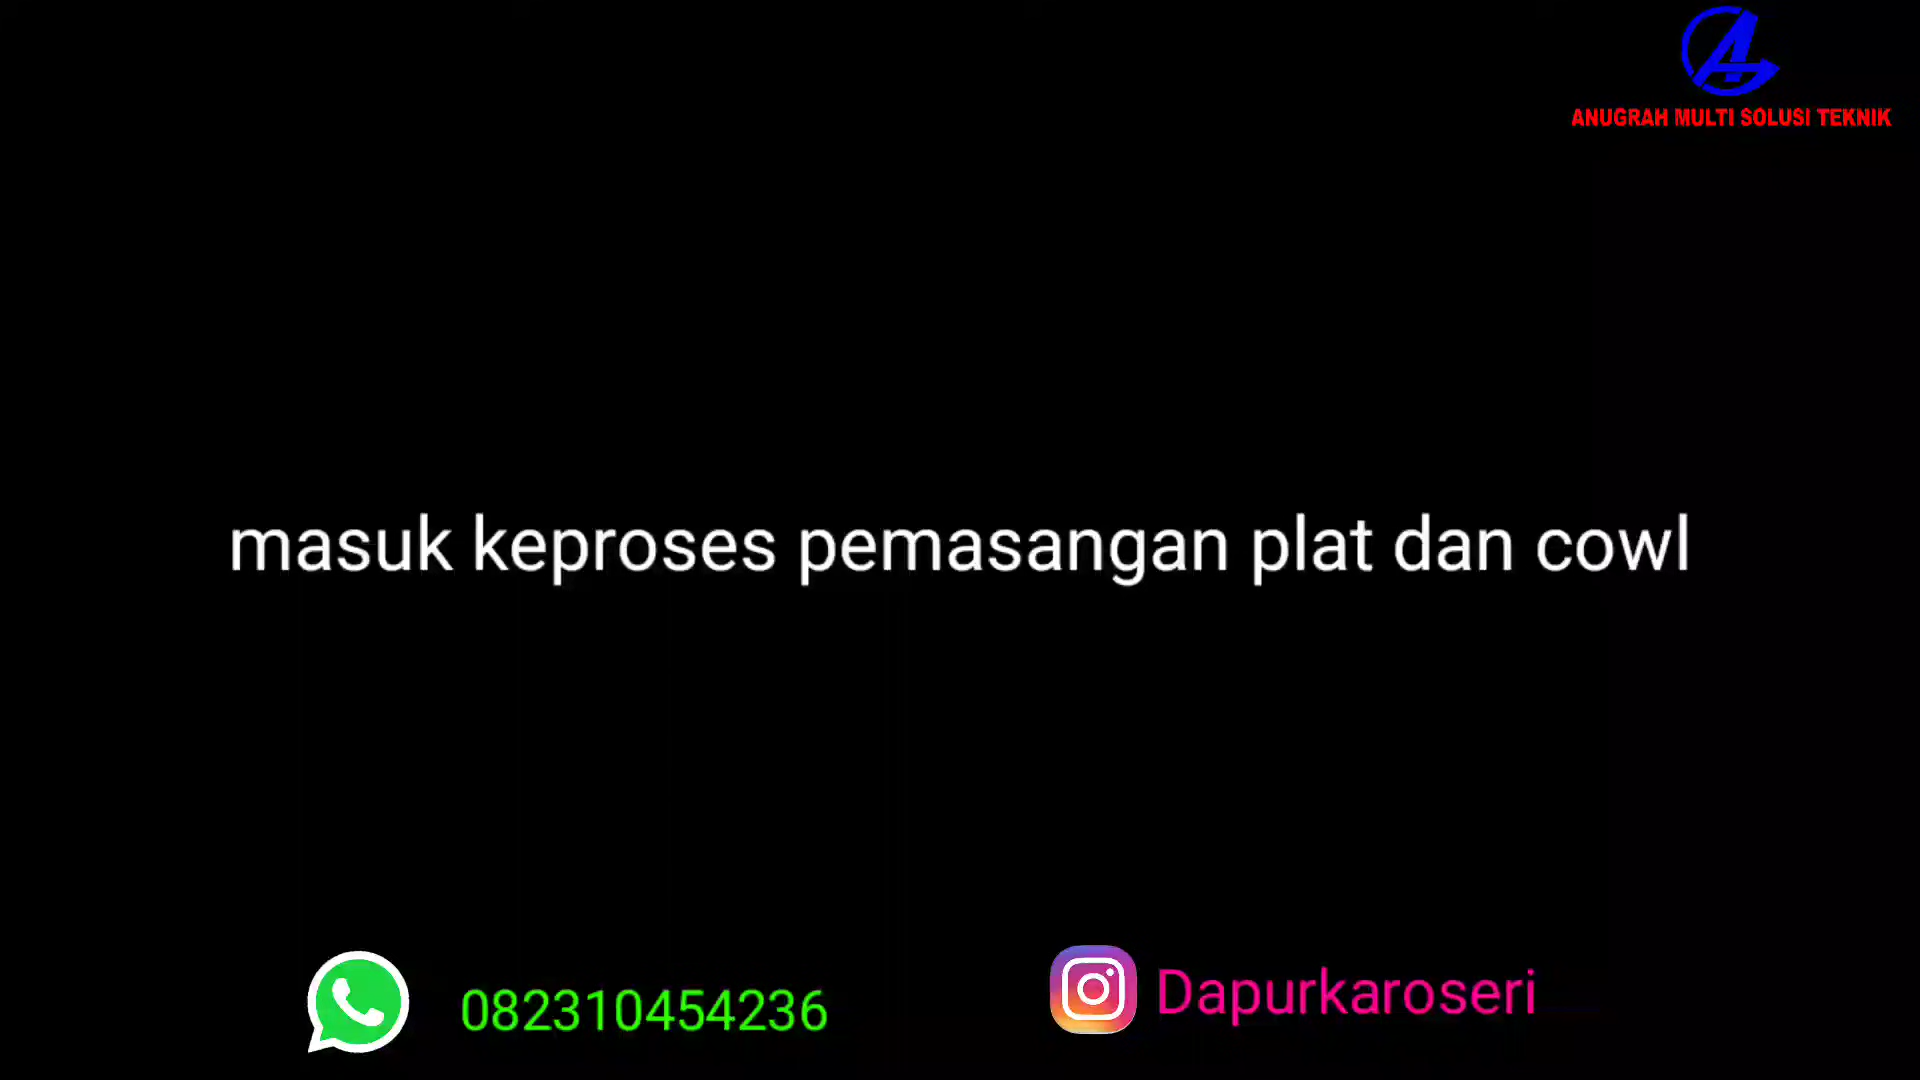 ANUGRAH MULTI SOLUSI TEKNIK
masuk keproses pemasangan plat dan cowl
082310454236
Dapurkaroseri